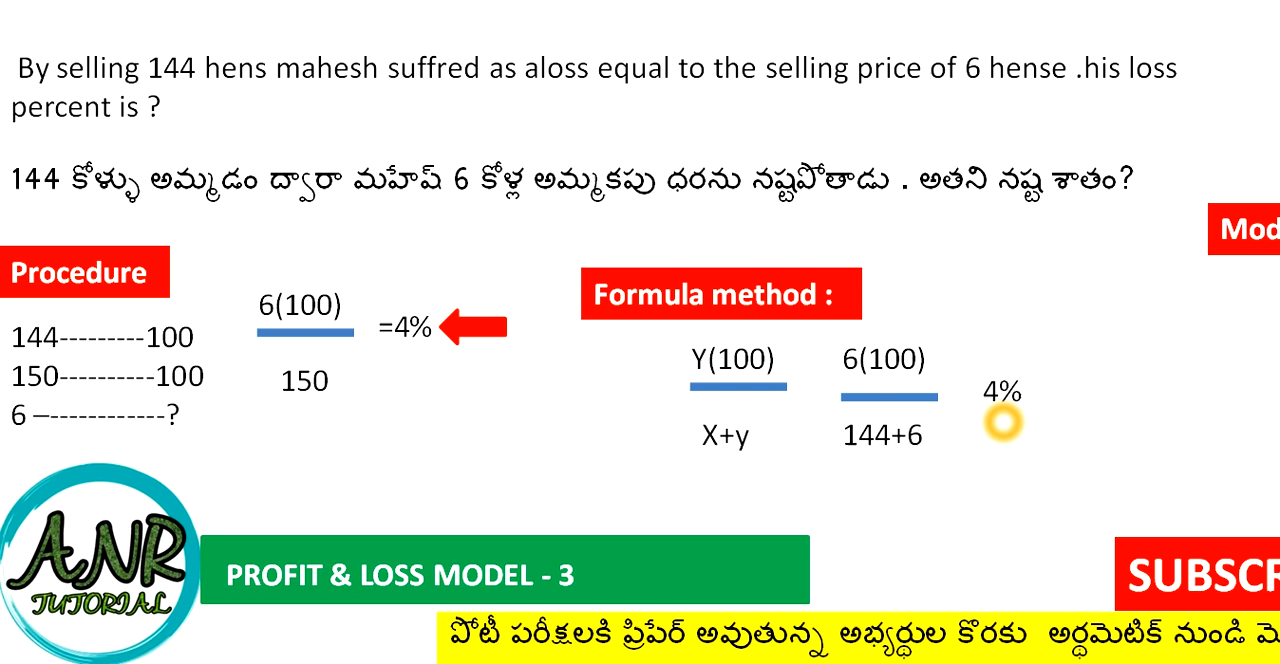 By selling 144 hens mahesh suffred as aloss equal to the selling price of 6 hense .his loss
percent is ?
144 కోళ్ళు అమ్మడం ద్వారా మహేష్ 6 కోళ్ల అమ్మకపు ధరను నష్టపోతాడు . అతని నష్ట శాతం?
Mod
Procedure
6(100)
=4%
150
144---------100
150----------100
6 –------------?
Formula method :
Y(100)
X+y
6(100)
144+6
4%
ANR
TUTORIAL
PROFIT & LOSS MODEL - 3
SUBSCR
పోటీ పరీక్షలకి ప్రిపేర్ అవుతున్న అభ్యర్థుల కొరకు అర్థమెటిక్ నుండి మె